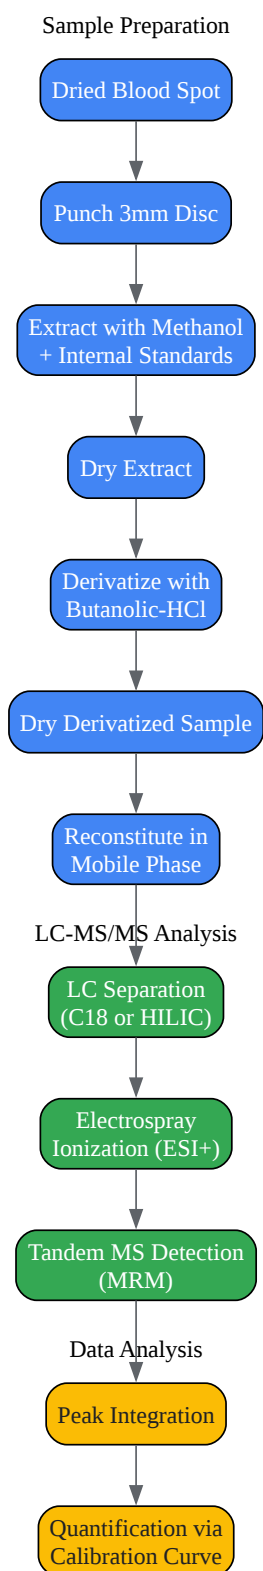 Sample Preparation
Dried Blood Spot
Punch 3mm Disc
Extract with Methanol
+ Internal Standards
Dry Extract
Derivatize with
Butanolic-HCl
Dry Derivatized Sample
Reconstitute in
Mobile Phase
LC-MS/MS Analysis
LC Separation
(C18 or HILIC)
Electrospray
Ionization (ESI+)
Tandem MS Detection
(MRM)
Data Analysis
Peak Integration
Quantification via
Calibration Curve